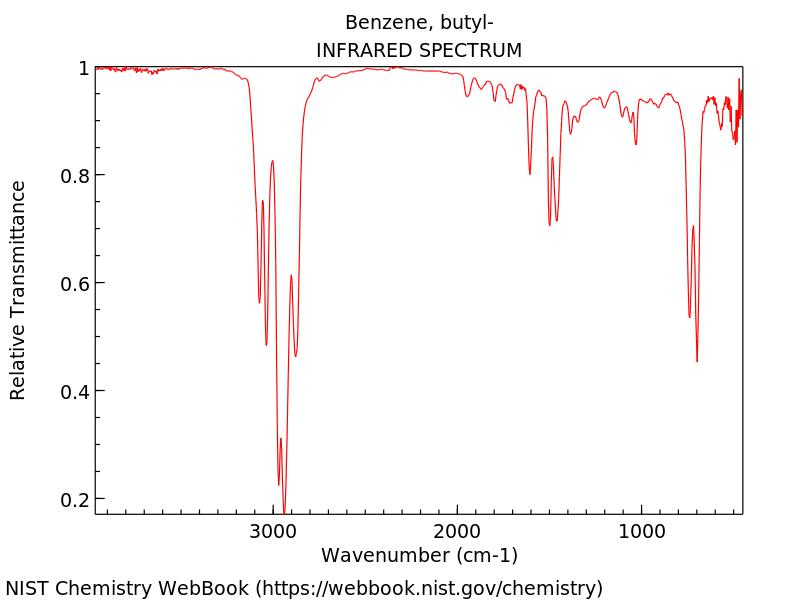 Benzene, butyl-
INFRARED SPECTRUM
1
0.8
0.6
0.4
0.2
Relative Transmittance
3000 2000 1000
Wavenumber (cm-1)
NIST Chemistry WebBook (https://webbook.nist.gov/chemistry)